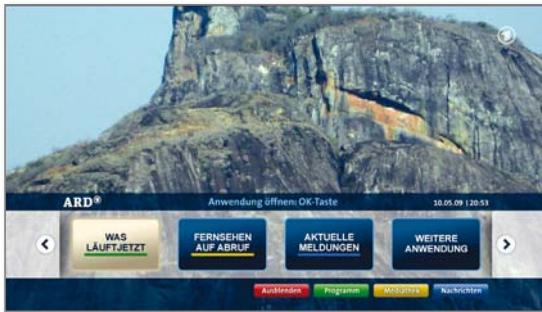 ARD
Anwendung öffnen: OK-Taste
10.05.09 | 20:53
WAS
LÄUFTJETZT
FERNSEHEN
AUF ABRUF
AKTUELLE
MELDUNGEN
WEITERE
ANWENDUNG
Ausblenden
Programm
Mediathek
Nachrichten